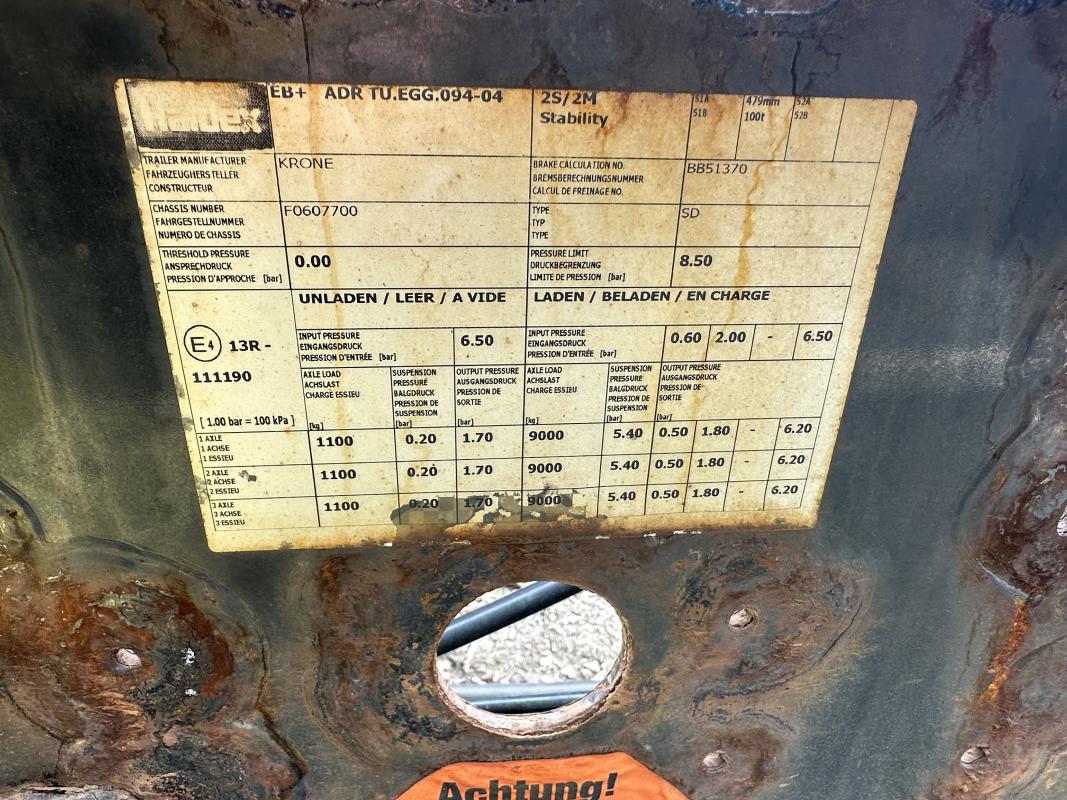 Haldex EB+ ADR TU.EGG.094-04 2S/2M S1A 479mm S2A
Stability S1B 100t S2B
TRAILER MANUFACTURER KRONE BRAKE CALCULATION NO. BB51370
FAHRZEUGHERSTELLER BREMSBERECHNUNGSNUMMER
CONSTRUCTEUR CALCUL DE FREINAGE NO.
CHASSIS NUMBER F0607700 TYPE SD
FAHRGESTELLNUMMER TYP
NUMERO DE CHASSIS TYPE
THRESHOLD PRESSURE 0.00 PRESSURE LIMIT 8.50
ANSPRECHDRUCK DRUCKBEGRENZUNG
PRESSION D'APPROCHE [bar] LIMITE DE PRESSION [bar]
UNLADEN / LEER / A VIDE LADEN / BELADEN / EN CHARGE
E4 13R -
111190
[ 1.00 bar = 100 kPa ]
INPUT PRESSURE 6.50 INPUT PRESSURE 0.60 2.00 - 6.50
EINGANGSDRUCK EINGANGSDRUCK
PRESSION D'ENTRÉE [bar] PRESSION D'ENTRÉE [bar]
AXLE LOAD SUSPENSION OUTPUT PRESSURE AXLE LOAD SUSPENSION OUTPUT PRESSURE
ACHSLAST PRESSURE AUSGANGSDRUCK ACHSLAST PRESSURE AUSGANGSDRUCK
CHARGE ESSIEU BALGDRUCK PRESSION DE CHARGE ESSIEU BALGDRUCK PRESSION DE
PRESSION DE SORTIE PRESSION DE SORTIE
SUSPENSION SUSPENSION
[kg] [bar] [bar] [kg] [bar] [bar]
1 AXLE 1100 0.20 1.70 9000 5.40 0.50 1.80 - 6.20
1 ACHSE
1 ESSIEU
2 AXLE 1100 0.20 1.70 9000 5.40 0.50 1.80 - 6.20
2 ACHSE
2 ESSIEU
3 AXLE 1100 0.20 1.70 9000 5.40 0.50 1.80 - 6.20
3 ACHSE
3 ESSIEU
Achtung!